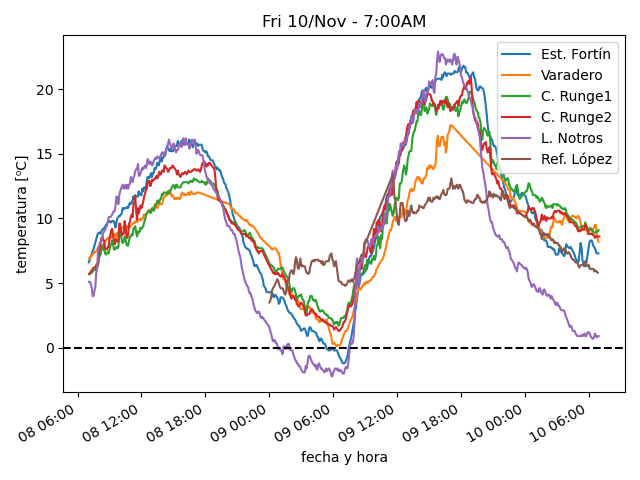 Fri 10/Nov - 7:00AM
temperatura [ºC]
20
15
10
5
0
Est. Fortín
Varadero
C. Runge1
C. Runge2
L. Notros
Ref. López
08 06:00
08 12:00
08 18:00
09 00:00
09 06:00
09 12:00
09 18:00
10 00:00
10 06:00
fecha y hora